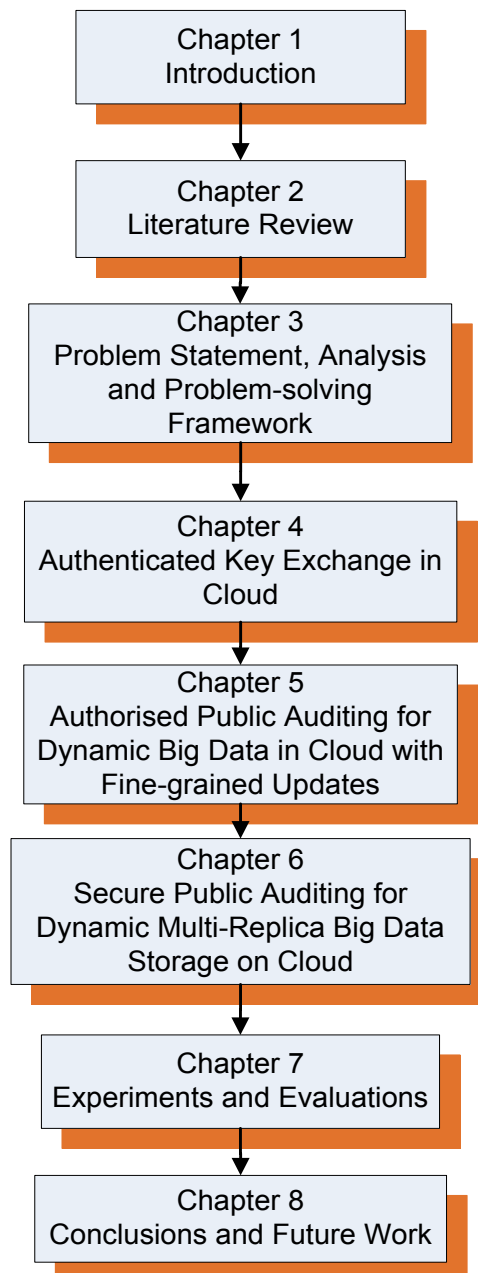 Chapter 1
Introduction
Chapter 2
Literature Review
Chapter 3
Problem Statement, Analysis
and Problem-solving
Framework
Chapter 4
Authenticated Key Exchange in
Cloud
Chapter 5
Authorised Public Auditing for
Dynamic Big Data in Cloud with
Fine-grained Updates
Chapter 6
Secure Public Auditing for
Dynamic Multi-Replica Big Data
Storage on Cloud
Chapter 7
Experiments and Evaluations
Chapter 8
Conclusions and Future Work